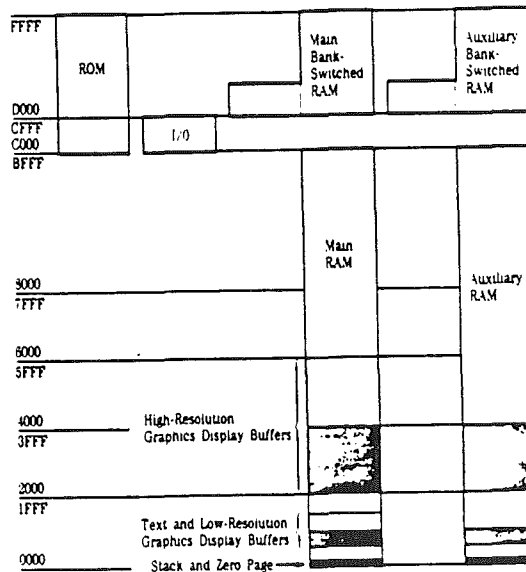 FFFF
ROM
Main
Bank-
Switched
RAM
Auxiliary
Bank-
Switched
RAM
D000
CFFF
I/O
C000
BFFF
Main
RAM
Auxiliary
RAM
8000
7FFF
6000
5FFF
High-Resolution
Graphics Display Buffers
4000
3FFF
2000
1FFF
Text and Low-Resolution
Graphics Display Buffers
0000
Stack and Zero Page